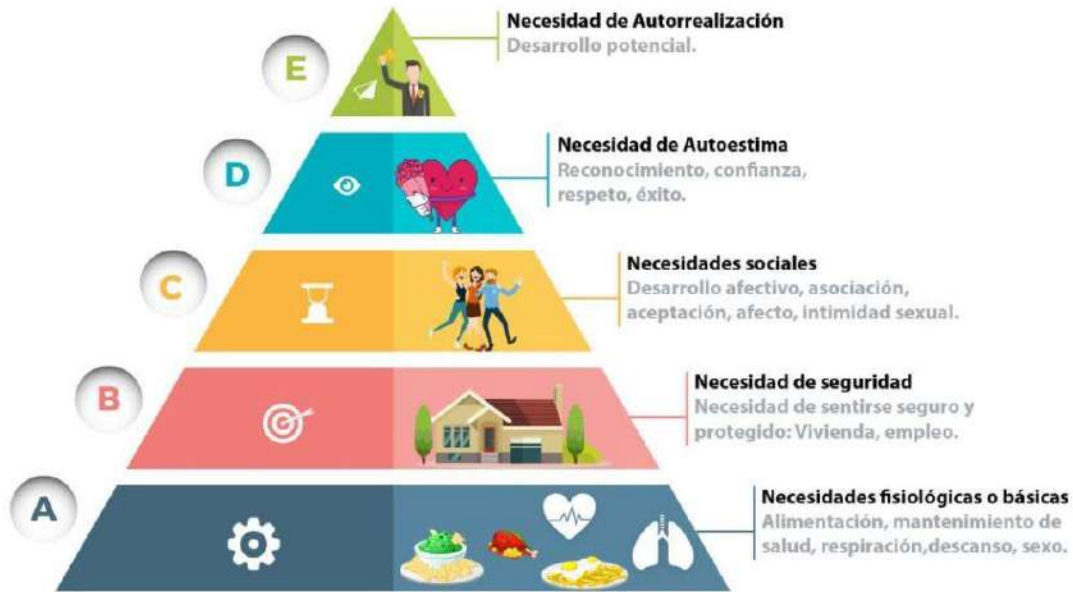 E
Necesidad de Autorrealización
Desarrollo potencial.
D
Necesidad de Autoestima
Reconocimiento, confianza,
respeto, éxito.
C
Necesidades sociales
Desarrollo afectivo, asociación,
aceptación, afecto, intimidad sexual.
B
Necesidad de seguridad
Necesidad de sentirse seguro y
protegido: Vivienda, empleo.
A
Necesidades fisiológicas o básicas
Alimentación, mantenimiento de
salud, respiración,descanso, sexo.